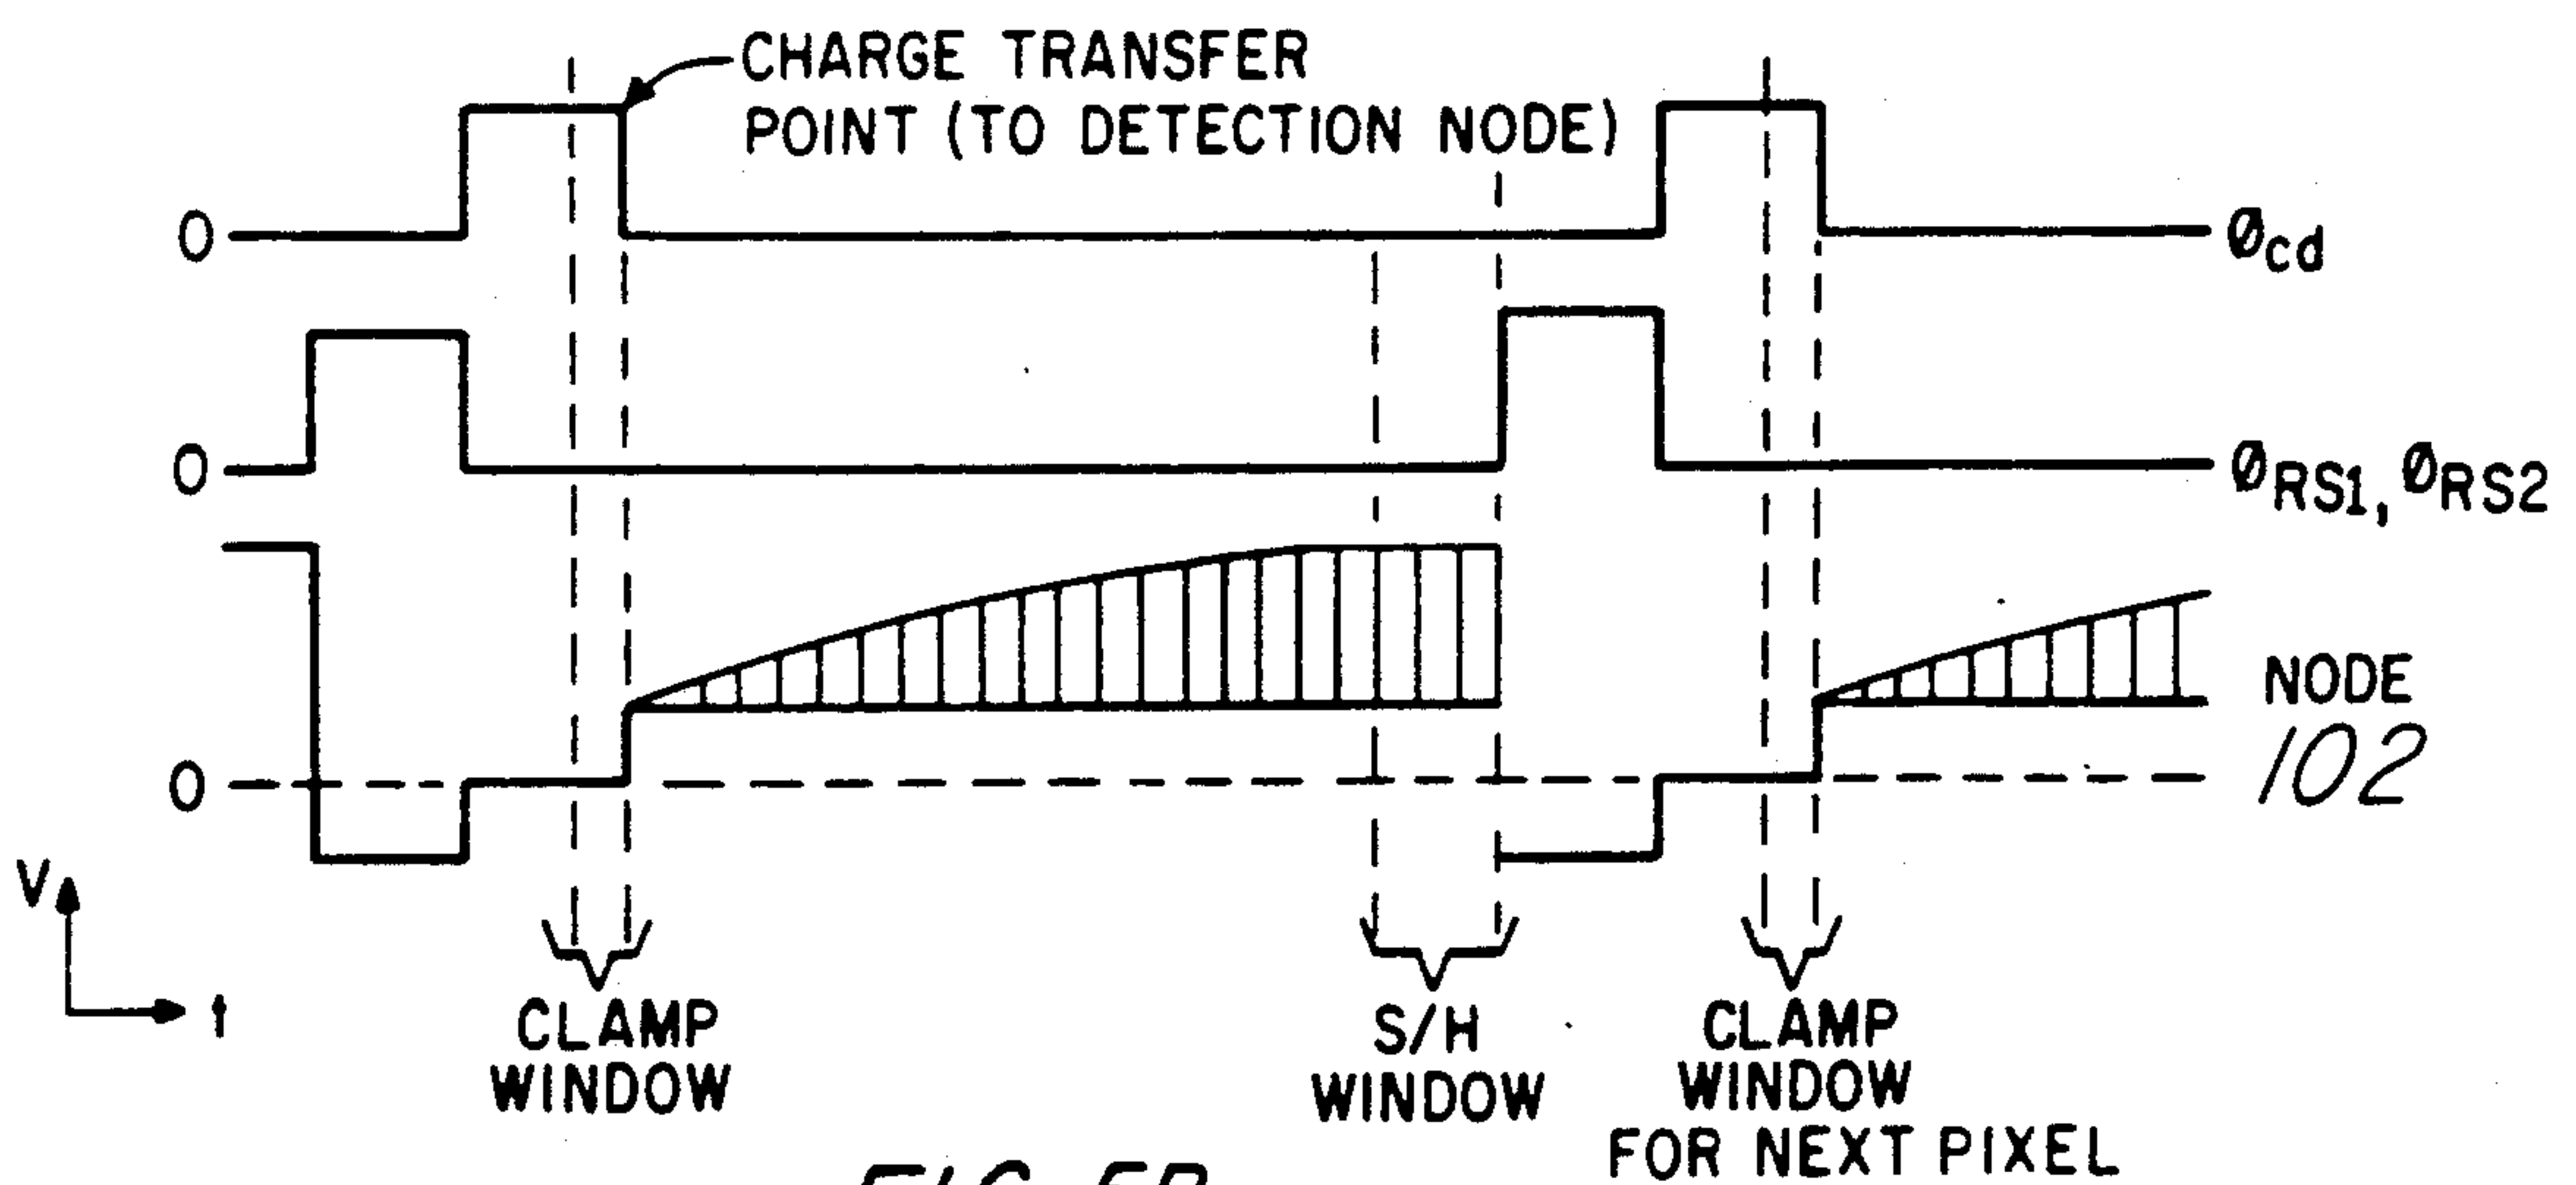 CHARGE TRANSFER
POINT (TO DETECTION NODE)
0
Øcd
0
ØRS1, ØRS2
0
NODE
102
V
t
CLAMP
WINDOW
S/H
WINDOW
CLAMP
WINDOW
FOR NEXT PIXEL